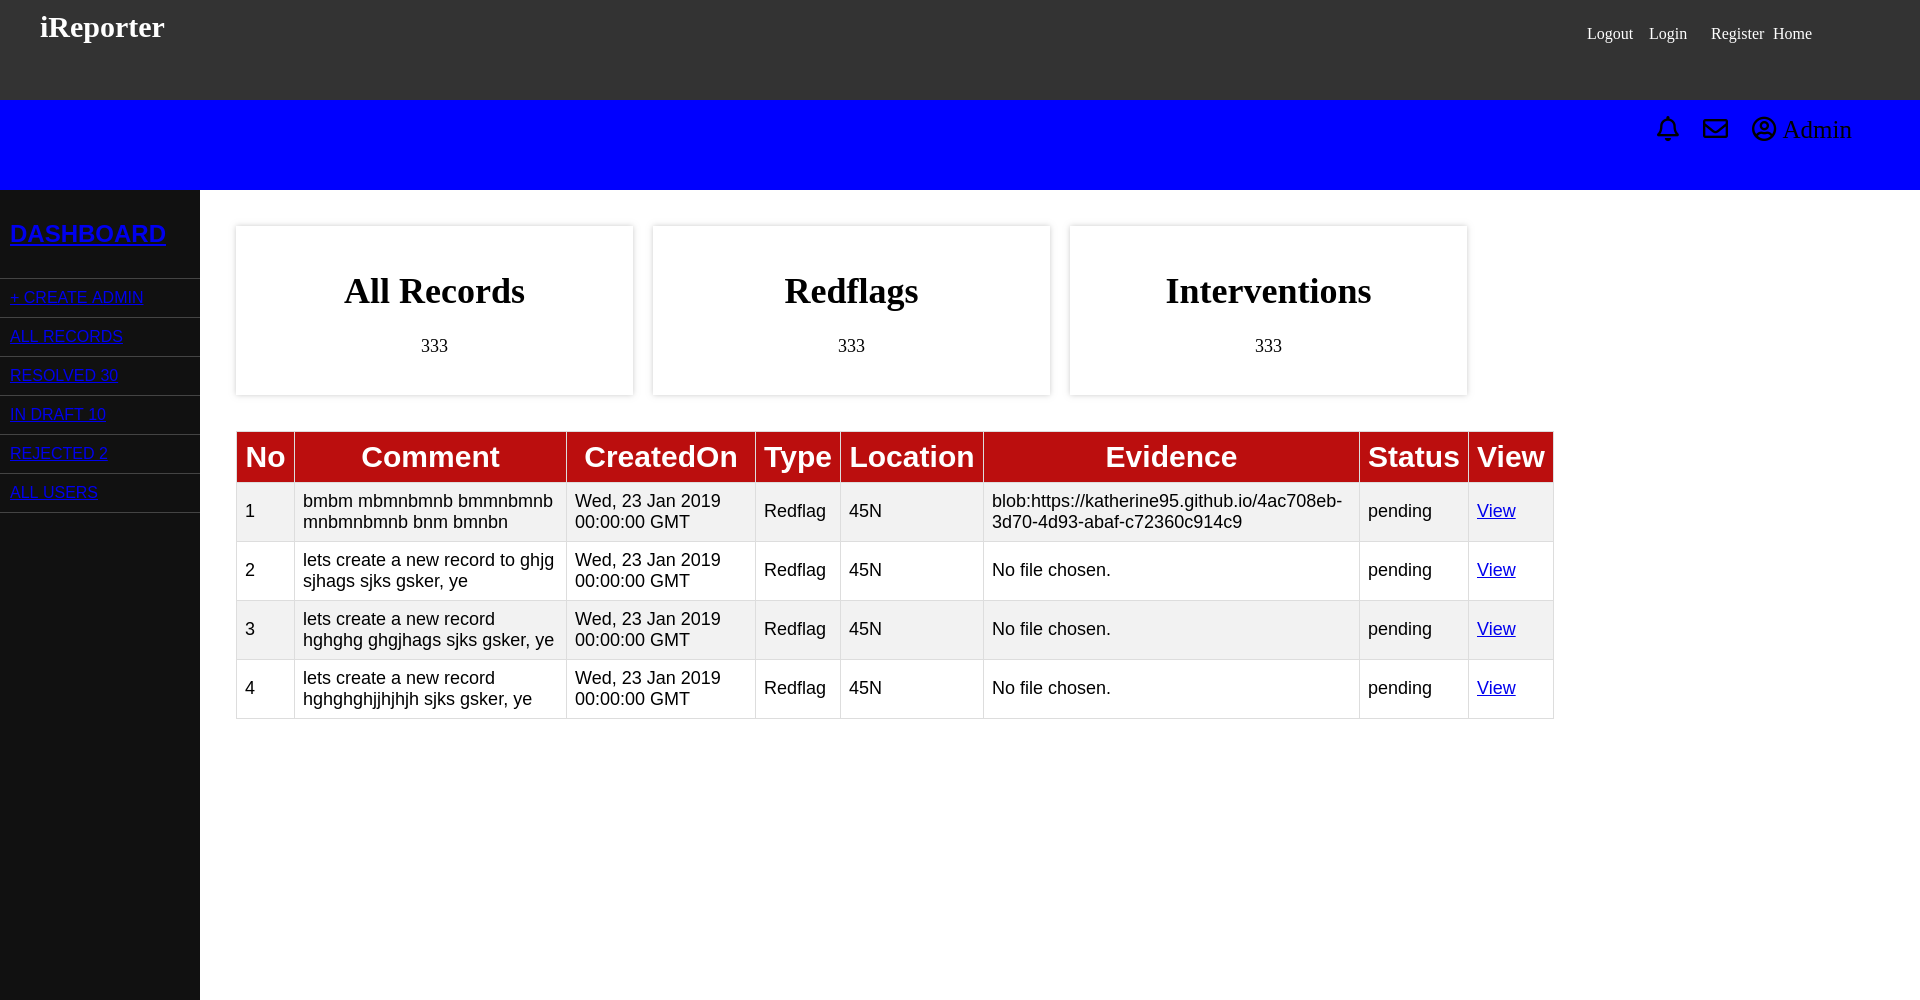 iReporter
Logout Login Register Home
Admin
DASHBOARD
+ CREATE ADMIN
ALL RECORDS
RESOLVED 30
IN DRAFT 10
REJECTED 2
ALL USERS
All Records
333
Redflags
333
Interventions
333
No Comment CreatedOn Type Location Evidence Status View
1 bmbm mbmnbmnb bmmnbmnb mnbmnbmnb bnm bmnbn Wed, 23 Jan 2019 00:00:00 GMT Redflag 45N blob:https://katherine95.github.io/4ac708eb-3d70-4d93-abaf-c72360c914c9 pending View
2 lets create a new record to ghjg sjhags sjks gsker, ye Wed, 23 Jan 2019 00:00:00 GMT Redflag 45N No file chosen. pending View
3 lets create a new record hghghg ghgjhags sjks gsker, ye Wed, 23 Jan 2019 00:00:00 GMT Redflag 45N No file chosen. pending View
4 lets create a new record hghghghjjhjhjh sjks gsker, ye Wed, 23 Jan 2019 00:00:00 GMT Redflag 45N No file chosen. pending View